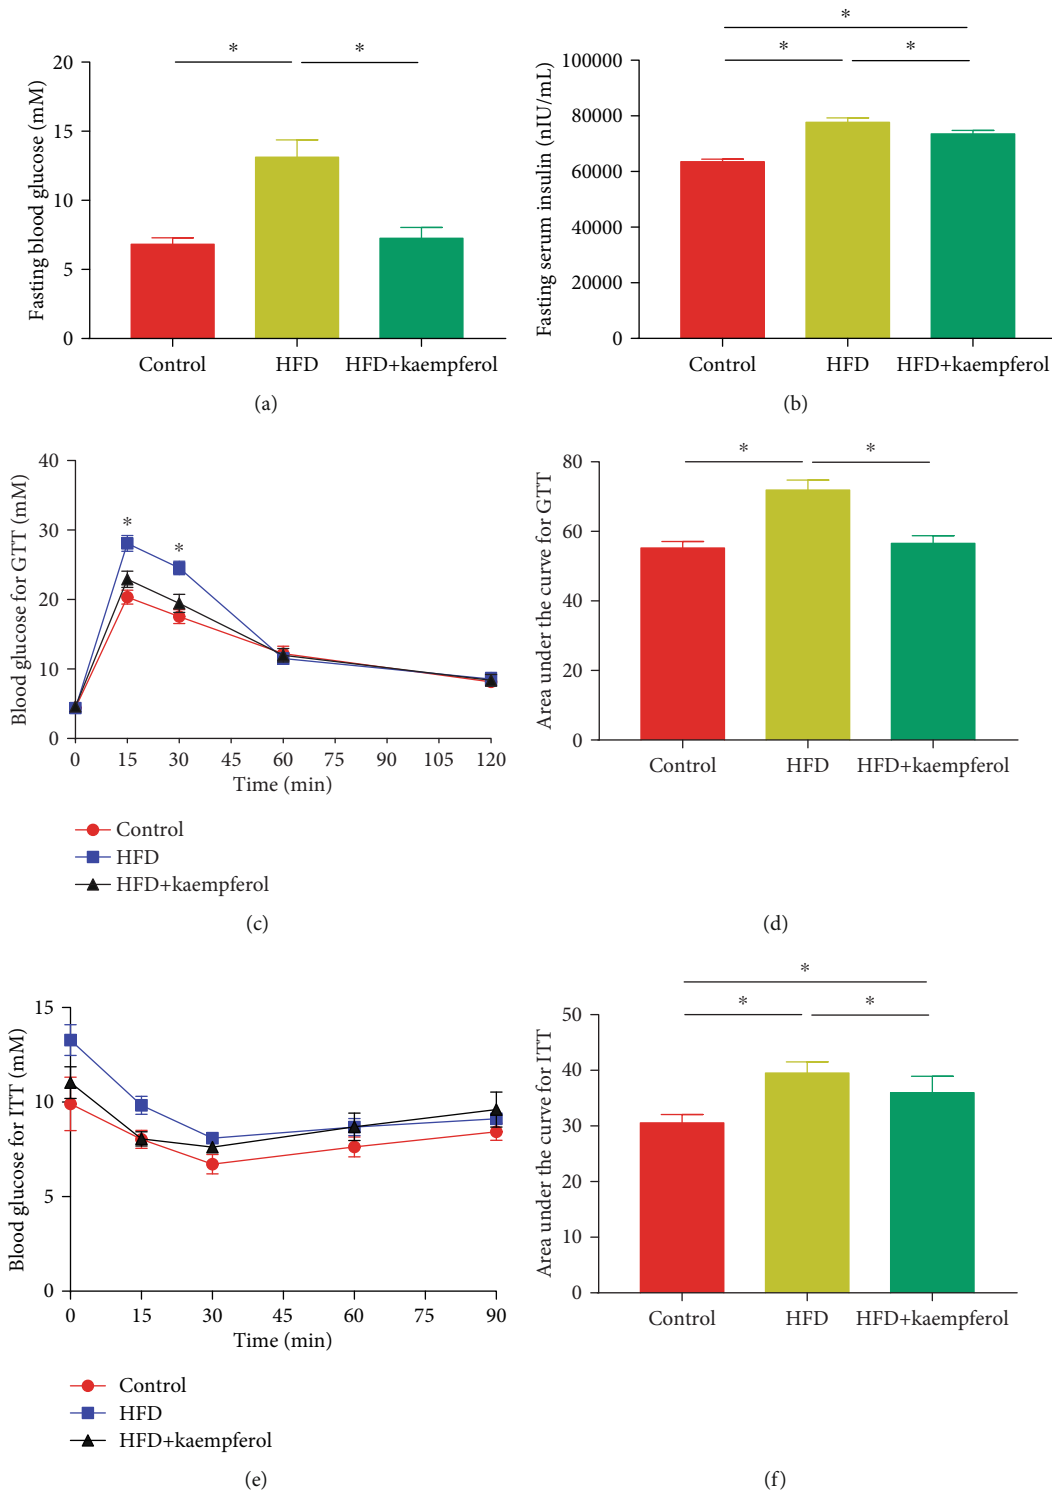 *
*
Fasting blood glucose (mM)
20
15
10
5
0
Control
HFD
HFD+kaempferol
(a)
*
*
*
Fasting serum insulin (nIU/mL)
100000
80000
60000
40000
20000
0
Control
HFD
HFD+kaempferol
(b)
Blood glucose for GTT (mM)
40
30
20
10
0
*
*
0
15
30
45
60
75
90
105
120
Time (min)
Control
HFD
HFD+kaempferol
(c)
*
*
Area under the curve for GTT
80
60
40
20
0
Control
HFD
HFD+kaempferol
(d)
Blood glucose for ITT (mM)
15
10
5
0
0
15
30
45
60
75
90
Time (min)
Control
HFD
HFD+kaempferol
(e)
*
*
*
Area under the curve for ITT
50
40
30
20
10
0
Control
HFD
HFD+kaempferol
(f)